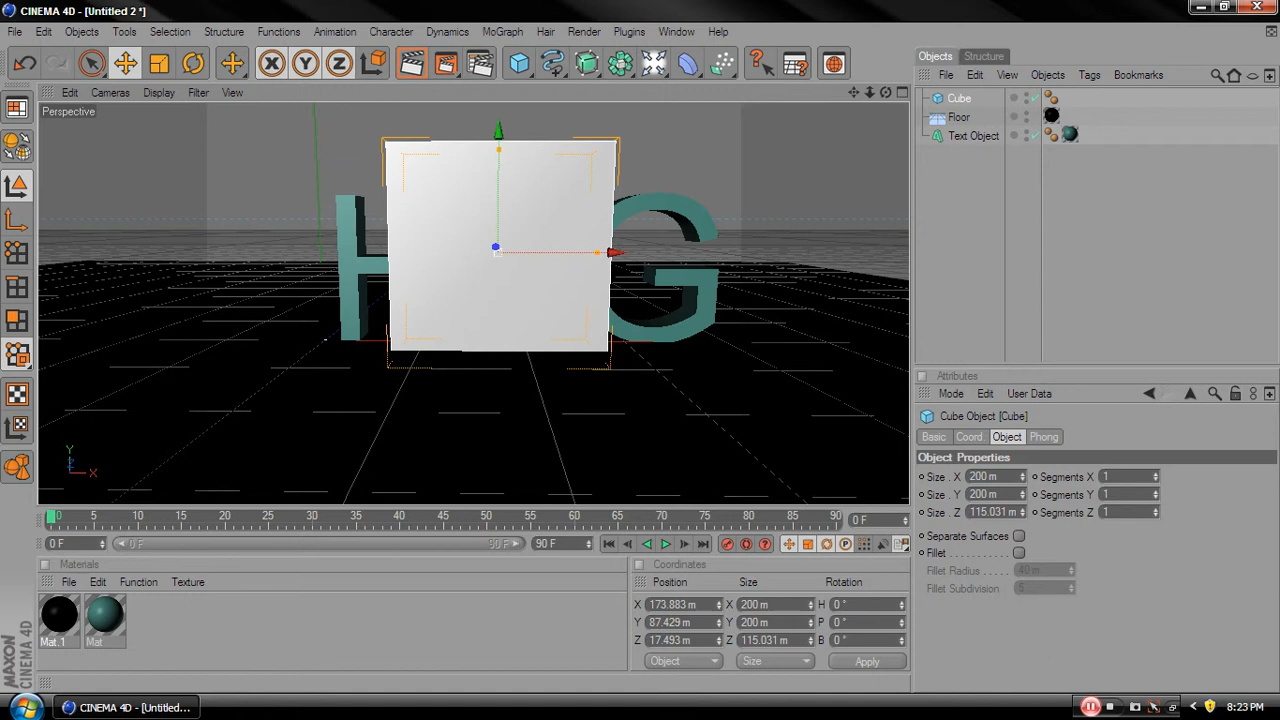 CINEMA 4D - [Untitled 2 *]
File Edit Objects Tools Selection Structure Functions Animation Character Dynamics MoGraph Hair Render Plugins Window Help
X Y Z
Objects Structure
File Edit View Objects Tags Bookmarks
Edit Cameras Display Filter View
Perspective
Cube
Floor
Text Object
H G
Y
X
Attributes
Mode Edit User Data
Cube Object [Cube]
Basic Coord. Object Phong
Object Properties
Size . X 200 m Segments X 1
Size . Y 200 m Segments Y 1
Size . Z 115.031 m Segments Z 1
Separate Surfaces
Fillet
Fillet Radius 40 m
Fillet Subdivision 5
0 5 10 15 20 25 30 35 40 45 50 55 60 65 70 75 80 85 90 0 F
0 F 0 F 90 F 90 F
Materials
File Edit Function Texture
Mat.1 Mat
Coordinates
Position Size Rotation
X 173.883 m X 200 m H 0 °
Y 87.429 m Y 200 m P 0 °
Z 17.493 m Z 115.031 m B 0 °
Object Size Apply
MAXON CINEMA 4D
CINEMA 4D - [Untitled... 8:23 PM